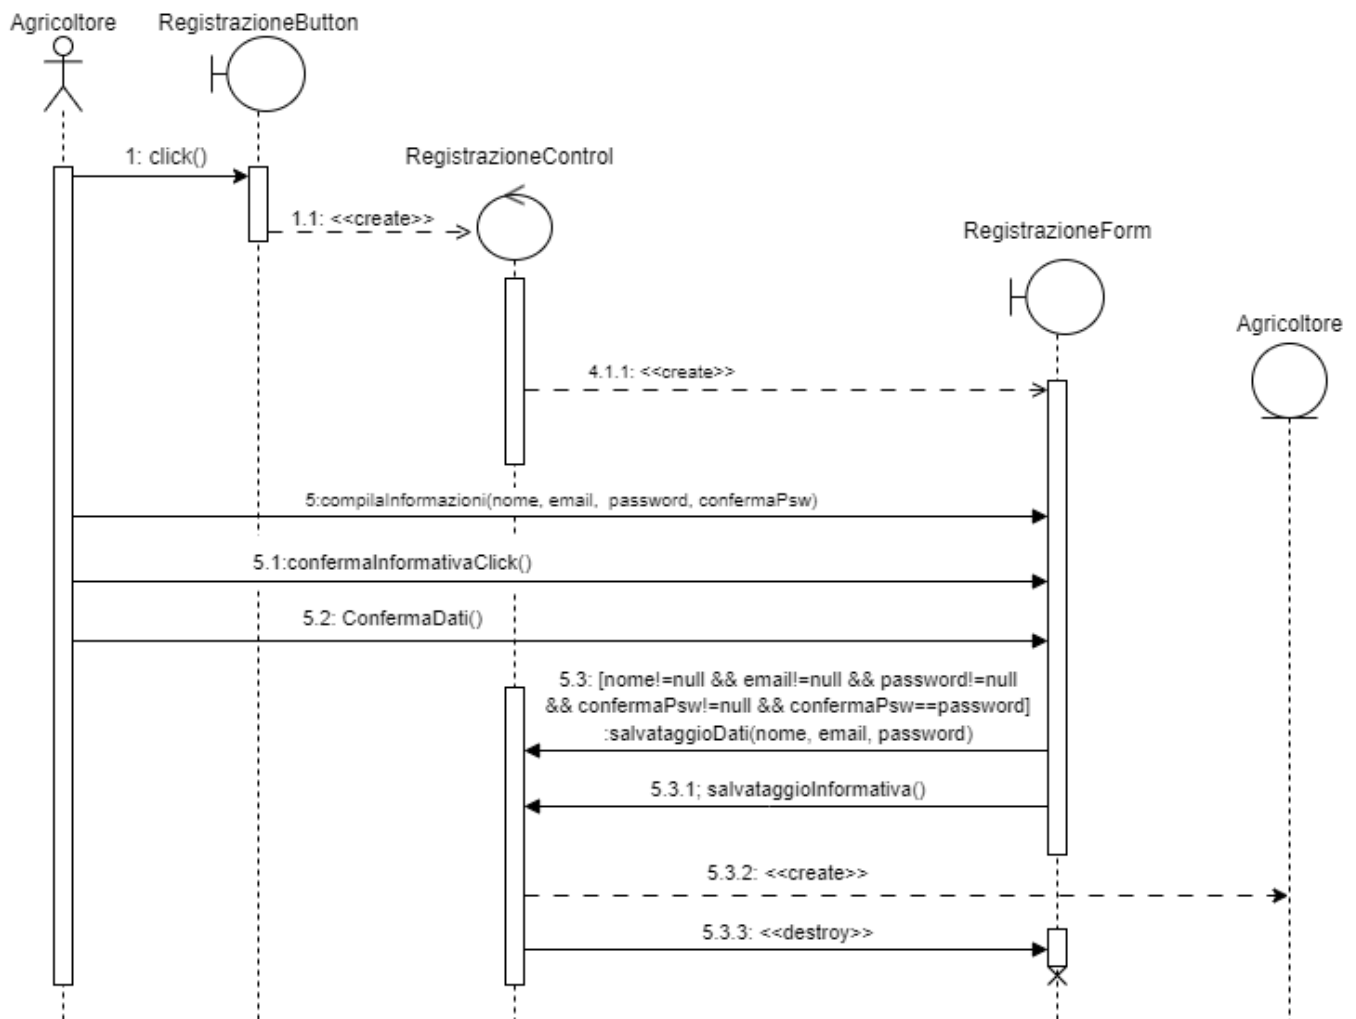 Agricoltore
RegistrazioneButton
1: click()
RegistrazioneControl
1.1: <<create>>
RegistrazioneForm
Agricoltore
4.1.1: <<create>>
5:compilaInformazioni(nome, email, password, confermaPsw)
5.1:confermaInformativaClick()
5.2: ConfermaDati()
5.3: [nome!=null && email!=null && password!=null
&& confermaPsw!=null && confermaPsw==password]
:salvataggioDati(nome, email, password)
5.3.1; salvataggioInformativa()
5.3.2: <<create>>
5.3.3: <<destroy>>